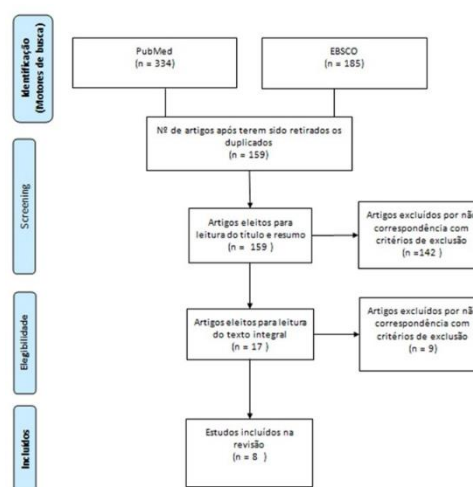 Identificação
(Motores de busca)
PubMed
(n = 334)
EBSCO
(n = 185)
Nº de artigos após terem sido retirados os
duplicados
(n = 159)
Screening
Artigos eleitos para
leitura do título e resumo
(n = 159 )
Artigos excluídos por não
correspondência com
critérios de exclusão
(n =142 )
Elegibilidade
Artigos eleitos para leitura
do texto integral
(n = 17 )
Artigos excluídos por não
correspondência com
critérios de exclusão
(n = 9)
Incluídos
Estudos incluídos na
revisão
(n = 8 )